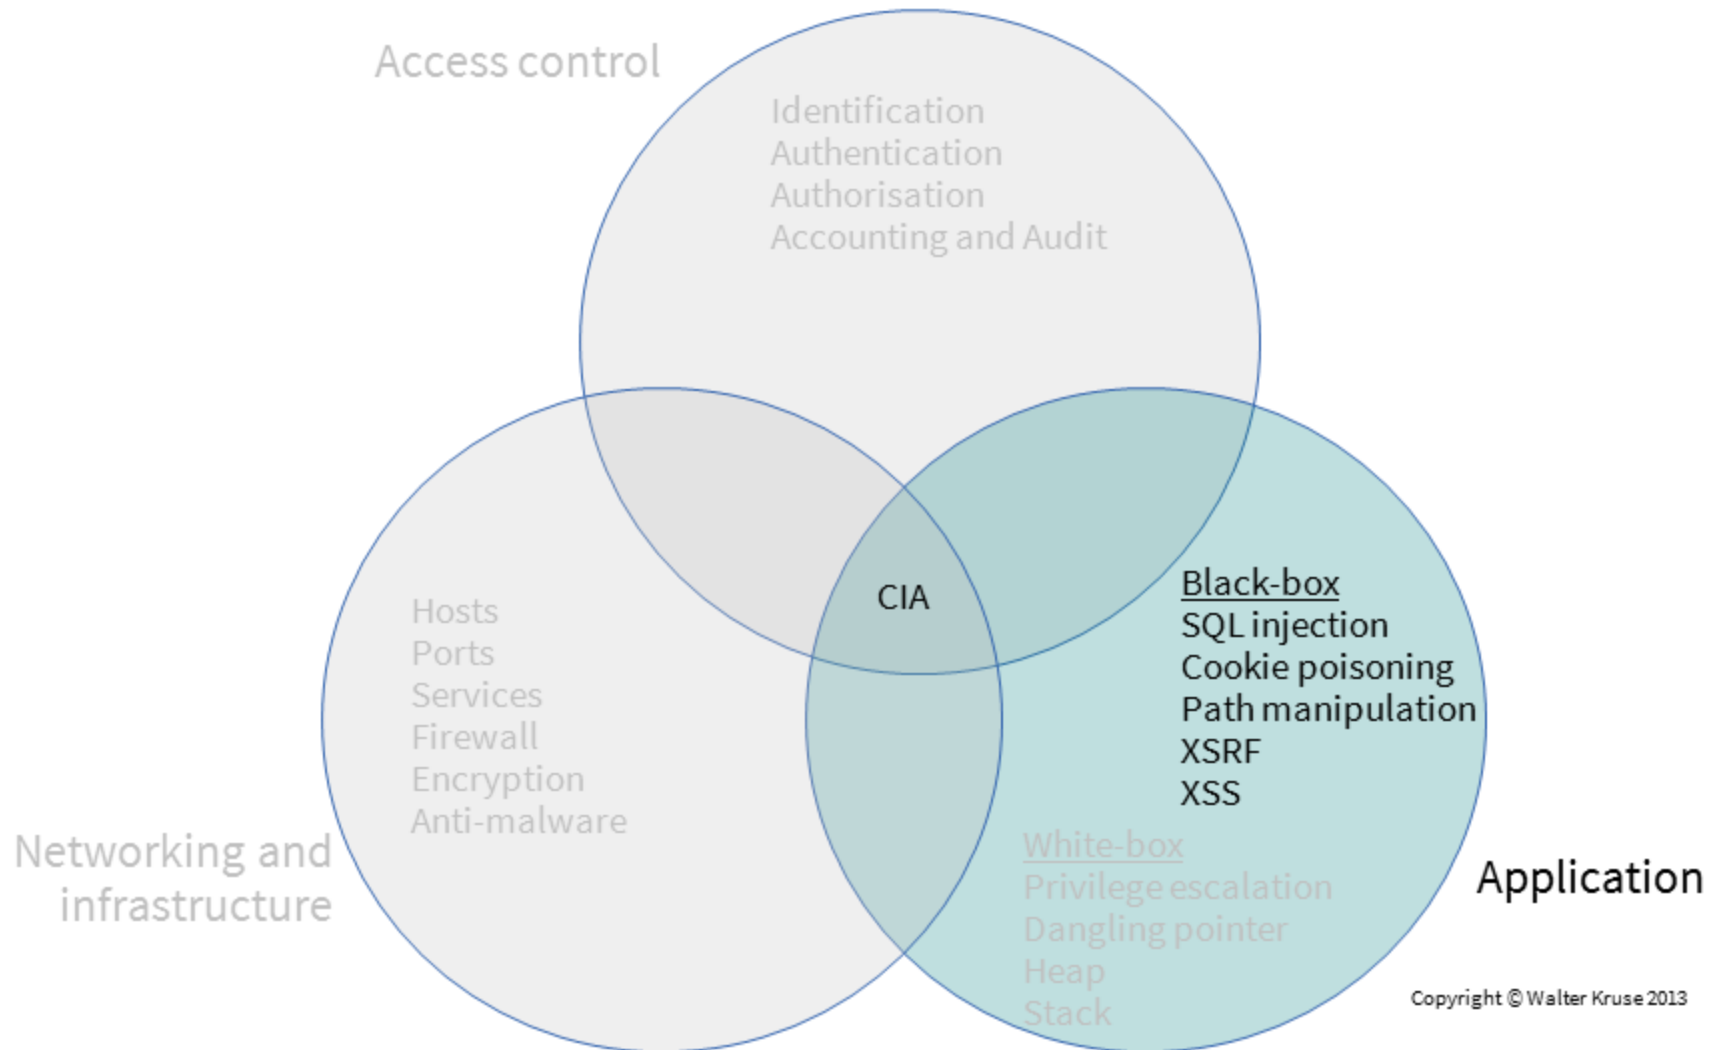 Access control
Identification
Authentication
Authorisation
Accounting and Audit
CIA
Hosts
Ports
Services
Firewall
Encryption
Anti-malware
Networking and
infrastructure
Black-box
SQL injection
Cookie poisoning
Path manipulation
XSRF
XSS
White-box
Privilege escalation
Dangling pointer
Heap
Stack
Application
Copyright © Walter Kruse 2013